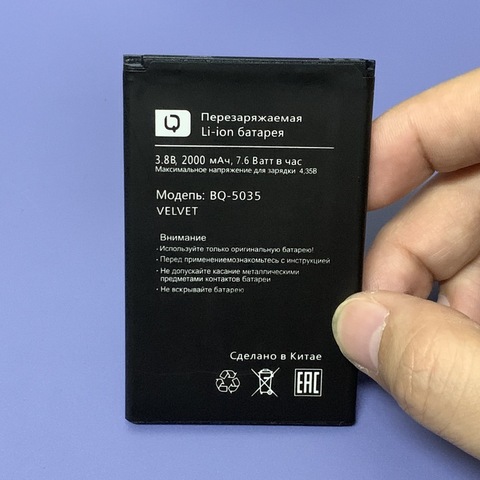 Перезаряжаемая
Li-ion батарея
3.8В, 2000 мАч, 7.6 Ватт в час
Максимальное напряжение для зарядки 4,35В
Модель: BQ-5035
VELVET
Внимание
· Используйте только оригинальную батарею!
· Перед применениемознакомьтесь с инструкцией
· Не допускайте касание металлическими
предметами контактов батареи
· Не вскрывайте батарею
Сделано в Китае
EAC